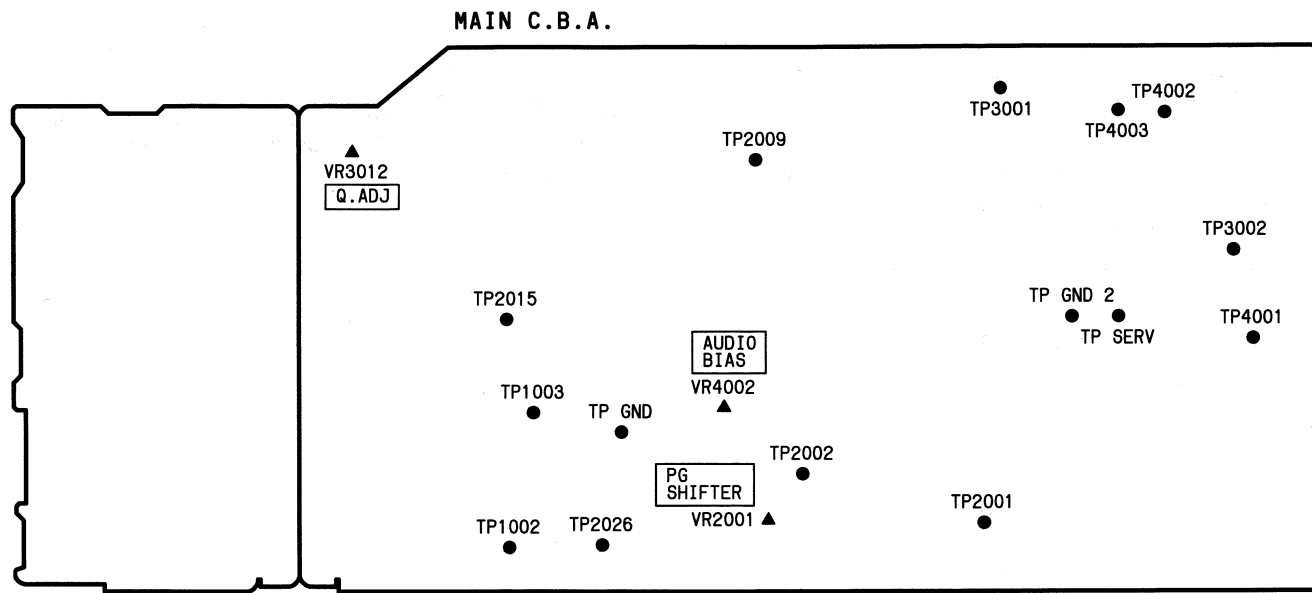 MAIN C.B.A.
TP3001
TP4003
TP4002
TP2009
VR3012
Q.ADJ
TP3002
TP2015
TP GND 2
TP SERV
TP4001
AUDIO
BIAS
VR4002
TP1003
TP GND
TP2002
PG
SHIFTER
VR2001
TP2001
TP1002
TP2026